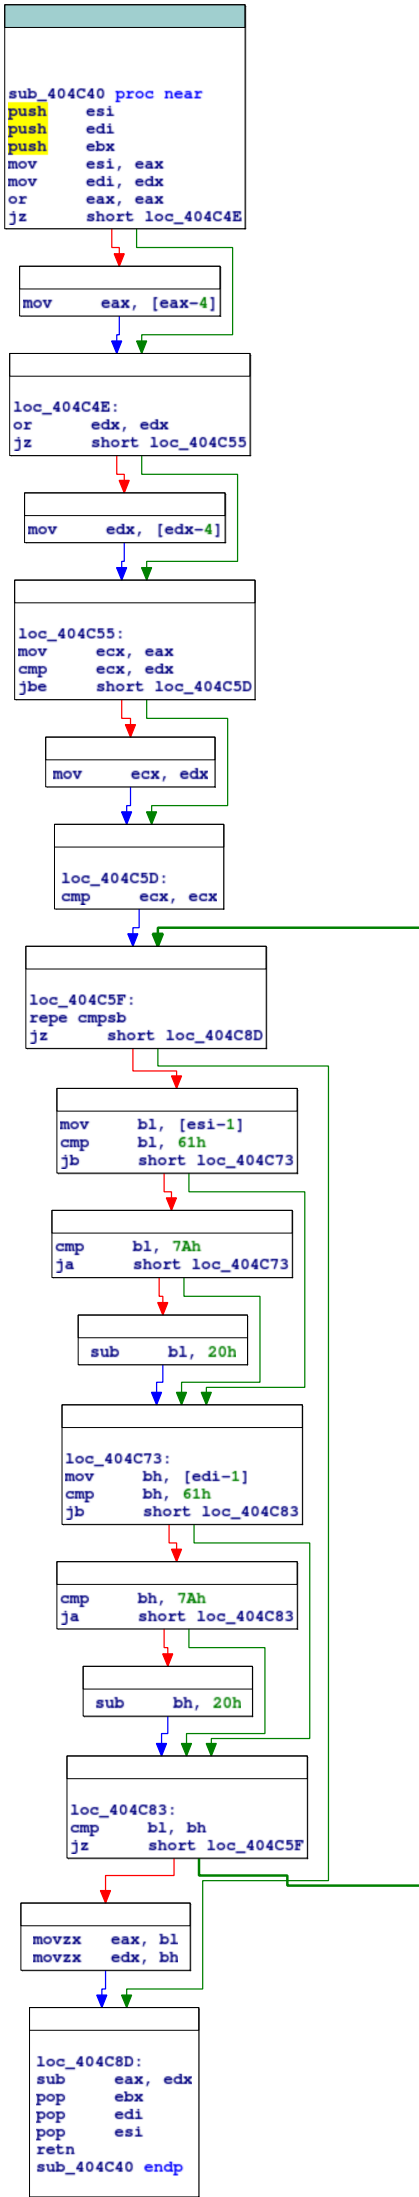 sub_404C40 proc near
push esi
push edi
push ebx
mov esi, eax
mov edi, edx
or eax, eax
jz short loc_404C4E
mov eax, [eax-4]
loc_404C4E:
or edx, edx
jz short loc_404C55
mov edx, [edx-4]
loc_404C55:
mov ecx, eax
cmp ecx, edx
jbe short loc_404C5D
mov ecx, edx
loc_404C5D:
cmp ecx, ecx
loc_404C5F:
repe cmpsb
jz short loc_404C8D
mov bl, [esi-1]
cmp bl, 61h
jb short loc_404C73
cmp bl, 7Ah
ja short loc_404C73
sub bl, 20h
loc_404C73:
mov bh, [edi-1]
cmp bh, 61h
jb short loc_404C83
cmp bh, 7Ah
ja short loc_404C83
sub bh, 20h
loc_404C83:
cmp bl, bh
jz short loc_404C5F
movzx eax, bl
movzx edx, bh
loc_404C8D:
sub eax, edx
pop ebx
pop edi
pop esi
retn
sub_404C40 endp